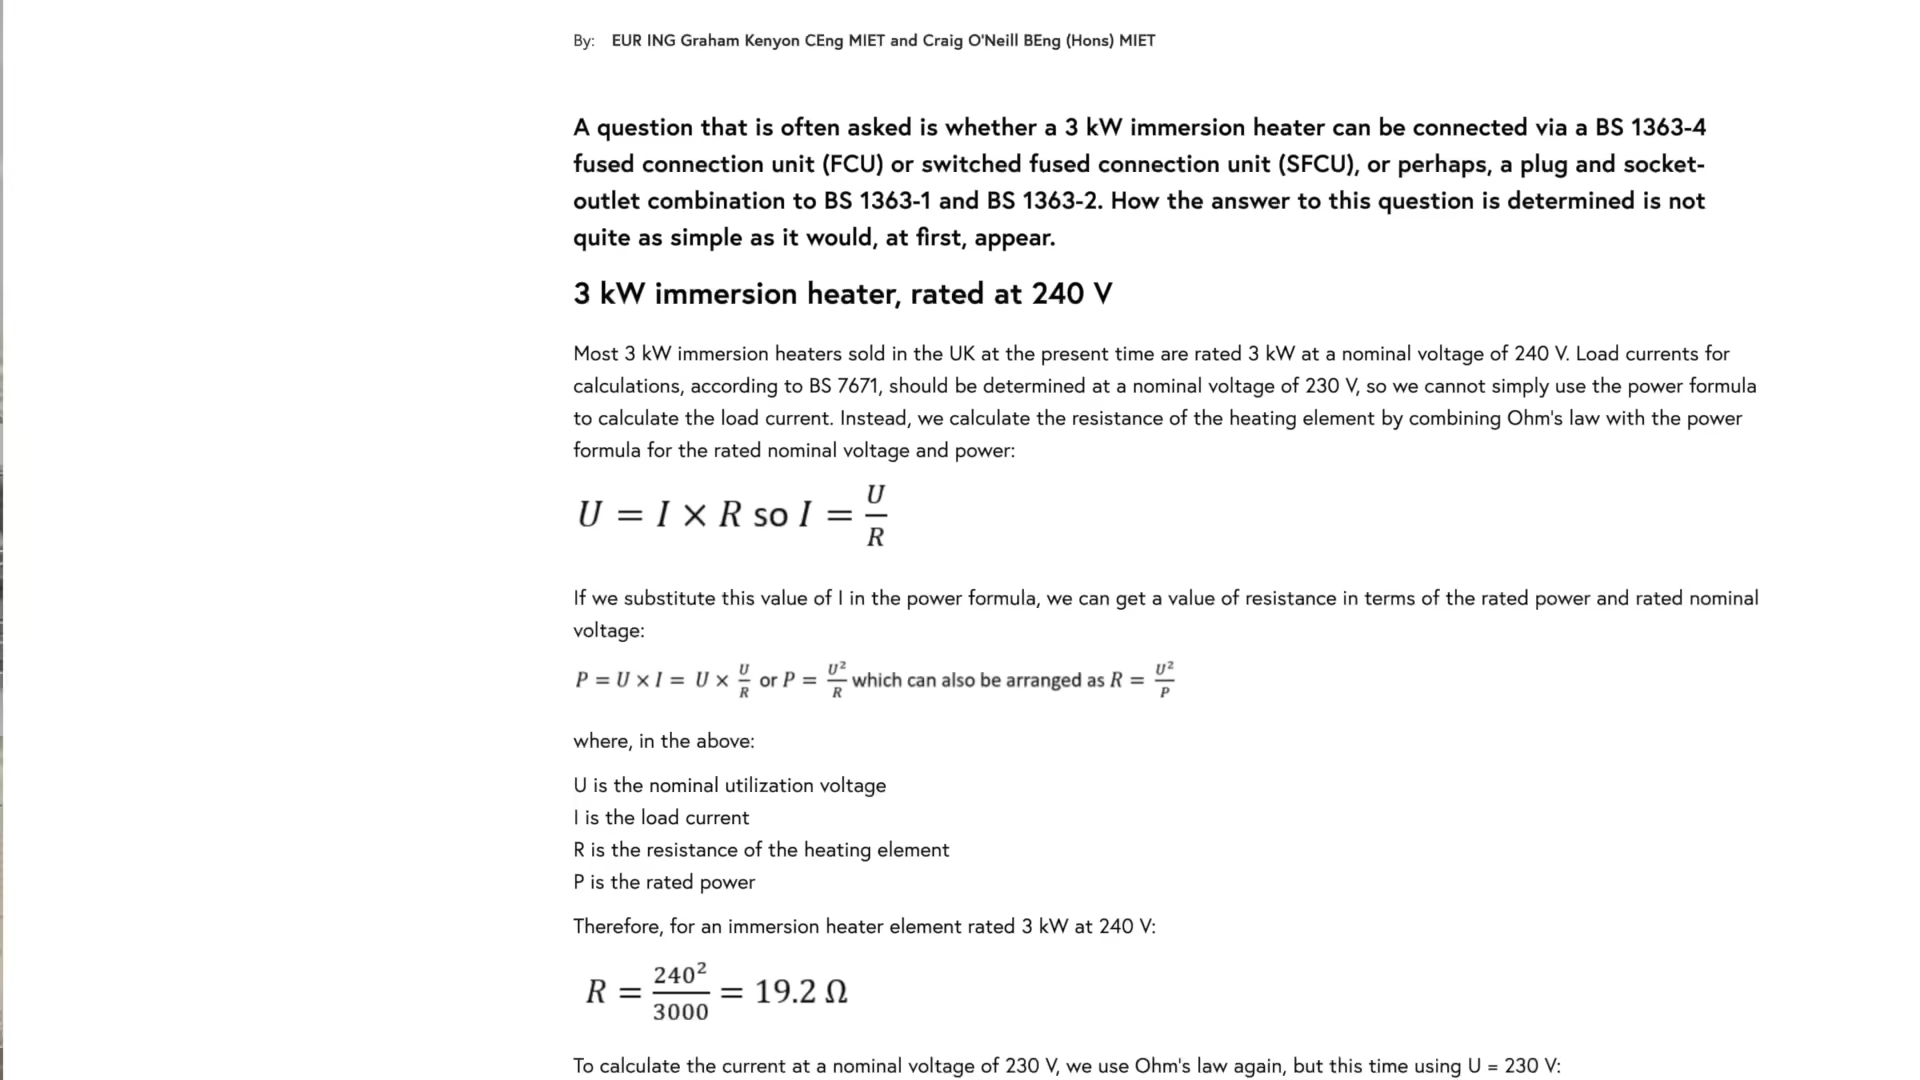 By: EUR ING Graham Kenyon CEng MIET and Craig O'Neill BEng (Hons) MIET
A question that is often asked is whether a 3 kW immersion heater can be connected via a BS 1363-4
fused connection unit (FCU) or switched fused connection unit (SFCU), or perhaps, a plug and socket-
outlet combination to BS 1363-1 and BS 1363-2. How the answer to this question is determined is not
quite as simple as it would, at first, appear.
3 kW immersion heater, rated at 240 V
Most 3 kW immersion heaters sold in the UK at the present time are rated 3 kW at a nominal voltage of 240 V. Load currents for
calculations, according to BS 7671, should be determined at a nominal voltage of 230 V, so we cannot simply use the power formula
to calculate the load current. Instead, we calculate the resistance of the heating element by combining Ohm's law with the power
formula for the rated nominal voltage and power:
U = I × R so I = U/R
If we substitute this value of I in the power formula, we can get a value of resistance in terms of the rated power and rated nominal
voltage:
P = U × I = U × U/R or P = U²/R which can also be arranged as R = U²/P
where, in the above:
U is the nominal utilization voltage
I is the load current
R is the resistance of the heating element
P is the rated power
Therefore, for an immersion heater element rated 3 kW at 240 V:
R = 240²/3000 = 19.2 Ω
To calculate the current at a nominal voltage of 230 V, we use Ohm's law again, but this time using U = 230 V: